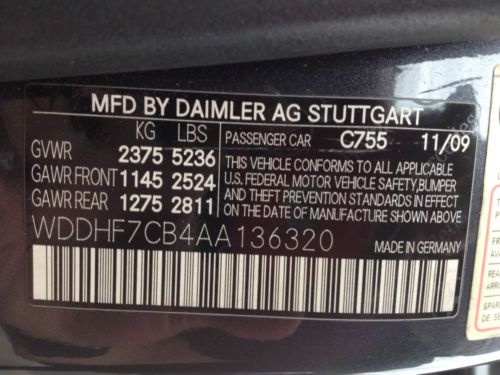 MFD BY DAIMLER AG STUTTGART
KG LBS PASSENGER CAR C755 11/09
GVWR 2375 5236
GAWR FRONT 1145 2524
GAWR REAR 1275 2811
THIS VEHICLE CONFORMS TO ALL APPLICABLE
U.S. FEDERAL MOTOR VEHICLE SAFETY, BUMPER
AND THEFT PREVENTION STANDARDS IN EFFECT
ON THE DATE OF MANUFACTURE SHOWN ABOVE.
WDDHF7CB4AA136320
MADE IN GERMANY